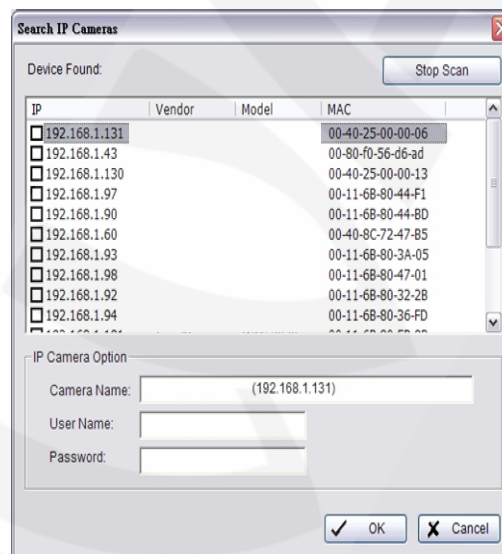 Search IP Cameras
Device Found:
Stop Scan
IP Vendor Model MAC
192.168.1.131 00-40-25-00-00-06
192.168.1.43 00-80-f0-56-d6-ad
192.168.1.130 00-40-25-00-00-13
192.168.1.97 00-11-6B-80-44-F1
192.168.1.90 00-11-6B-80-44-BD
192.168.1.60 00-40-8C-72-47-B5
192.168.1.93 00-11-6B-80-3A-05
192.168.1.98 00-11-6B-80-47-01
192.168.1.92 00-11-6B-80-32-2B
192.168.1.94 00-11-6B-80-36-FD
IP Camera Option
Camera Name: (192.168.1.131)
User Name:
Password:
OK Cancel